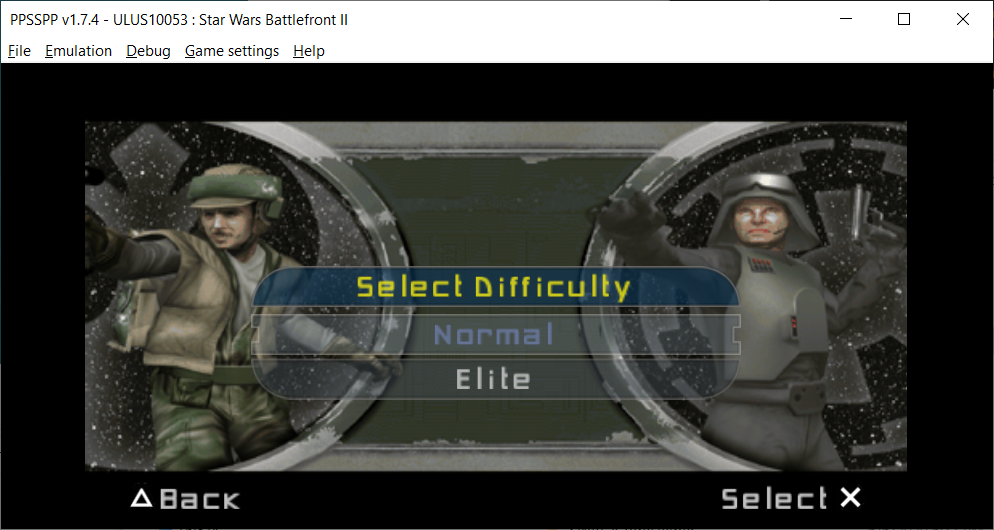 PPSSPP v1.7.4 - ULUS10053 : Star Wars Battlefront II
File Emulation Debug Game settings Help
Select Difficulty
Normal
Elite
Back Select